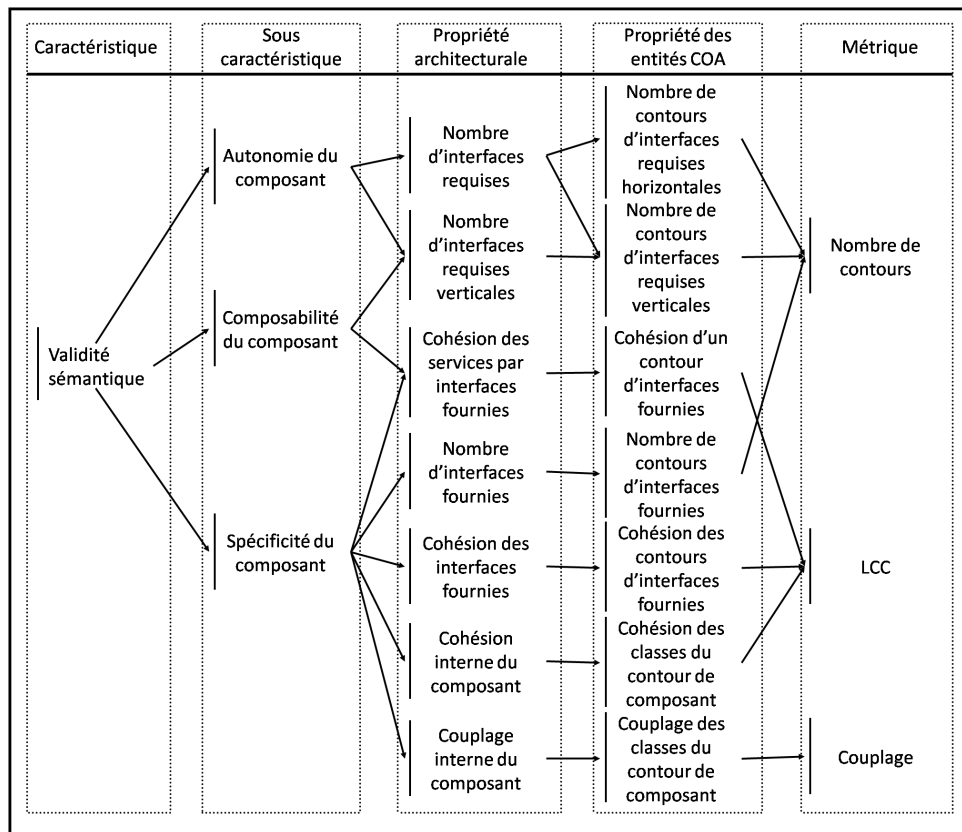 Caractéristique
Sous
caractéristique
Propriété
architecturale
Propriété des
entités COA
Métrique
Validité
sémantique
Autonomie du
composant
Composabilité
du composant
Spécificité du
composant
Nombre
d'interfaces
requises
Nombre
d'interfaces
requises
verticales
Cohésion des
services par
interfaces
fournies
Nombre
d'interfaces
fournies
Cohésion des
interfaces
fournies
Cohésion
interne du
composant
Couplage
interne du
composant
Nombre de
contours
d'interfaces
requises
horizontales
Nombre de
contours
d'interfaces
requises
verticales
Cohésion d'un
contour
d'interfaces
fournies
Nombre de
contours
d'interfaces
fournies
Cohésion des
contours
d'interfaces
fournies
Cohésion des
classes du
contour de
composant
Couplage des
classes du
contour de
composant
Nombre de
contours
LCC
Couplage